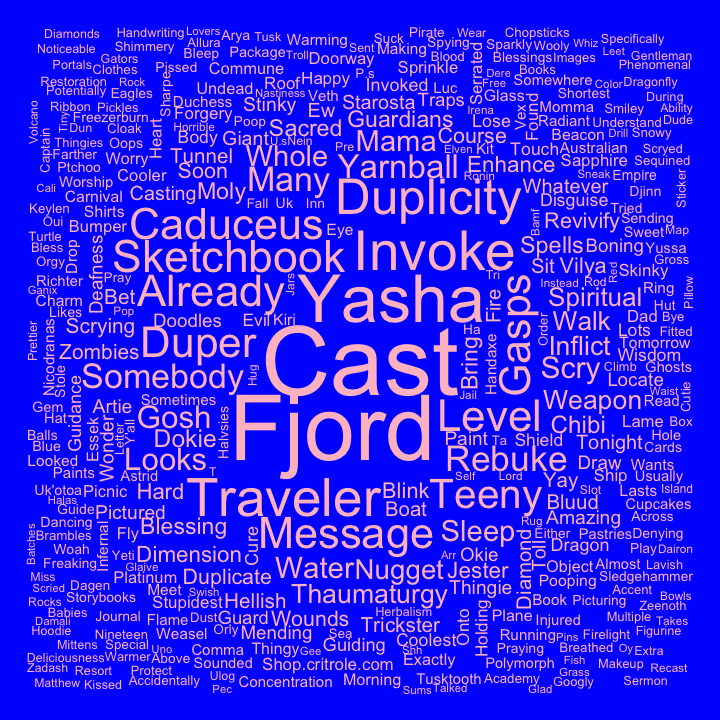 Diamonds Handwriting Lovers Arya Tusk Warming Suck Pirate Wear Chopsticks
Noticeable Shimmery Allura Package Sent Making Spying Sparkly Wooly Whiz Specifically
Gators Bleep Troll Doorway Blood Blessings Images Leet Gentleman
Portals Clothes Pissed Commune P.s Sprinkle Serrated Dere Books Phenomenal
Restoration Rock Sharpe Undead Roof Happy Invoked Luc Free Somewhere Color Dragonfly
Potentially Eagles Duchess Stinky Veth Starosta Traps Glass Shortest During
Ribbon Pickles Forgery Poop Ew Guardians Irena Vex Found Momma Smiley Ability
Volcano Tiny Dun Cloak Heart Horrible Nastiness Sacred Mama Lose Radiant Understand Dude
Captain Thingies Oops Body Giant U.s Nein Course Elven Kit Touch Beacon Drill Snowy
Farther Worry Tunnel Whole Pre Yarnball Enhance Australian Scryed
Ptchoo Cooler Soon Many Ronin Whatever Sapphire Sequined
Cali Worship Casting Moly Duplicity Disguise Sneak Empire Sticker
Keylen Carnival Fall Uk Inn Bamf Revivify Tried Djinn
Oui Shirts Bumper Caduceus Eye Invoke Spells Boning Sending Sweet Map
Turtle Drop Deafness Sketchbook Sit Vilya Skinky Yussa Gross
Bless Orgy Pray Already Jars Yasha Tri Gasps Instead Rod Red Ring Pillow
Richter Charm Bet Pop Fire Spiritual Hut
Ganix Likes Scrying Doodles Evil Kiri Ha Order Walk Dad Bye
Prettier Nicodranas Zombies Duper Cast Bring Handaxe Inflict Lots Tomorrow Fitted
Stole Somebody Hug Jail Scry Climb Wisdom Ghosts
Gem Guidance Artie Sometimes Fjord Level Weapon Locate Waist Cutie
Hat Essek Wonder Letter Y'all Gosh Halvsies Chibi Read
Balls Dokie Paint Ta Shield Tonight Lame Box
Blue Looks Rebuke Draw Hole
Looked Astrid T Self Lord Yay Ship Wants Cards
Paints Hard Traveler Blink Teeny Slot Usually
Uk'otoa Picnic Boat Bluud Lasts Island
Halas Guide Pictured Message Sleep Rug Amazing Cupcakes
Dancing Infernal Fly Blessing Cure Either Across
Brambles Arr Okie Diamond Toll Pastries Denying
Batches Woah Yeti Dimension Water Nugget Dragon Play Dairon
Freaking Glaive Jester Object Almost Lavish
Miss Platinum Duplicate Thingie Pooping Sledgehammer
Scried Dagen Meet Swish Hellish Thaumaturgy Accent Bowls
Rocks Storybooks Stupidest Herbalism Holding Book Picturing Zeenoth
Babies Journal Flame Dust Guard Wounds Trickster Onto Plane Injured Multiple Takes
Damali Hoodie Nineteen Weasel Orly Mending Sea Coolest Running Pins Firelight Figurine
Mittens Special Uno Comma Thingy Gee Guiding Shh Praying Breathed Oy Extra
Deliciousness Warmer Above Sounded Shop.critrole.com Exactly Polymorph Fish Makeup Recast
Zadash Resort Protect Ulog Concentration Morning Tusktooth Academy Grass Sermon
Matthew Kissed Accidentally Pec Sums Talked Glad Googly